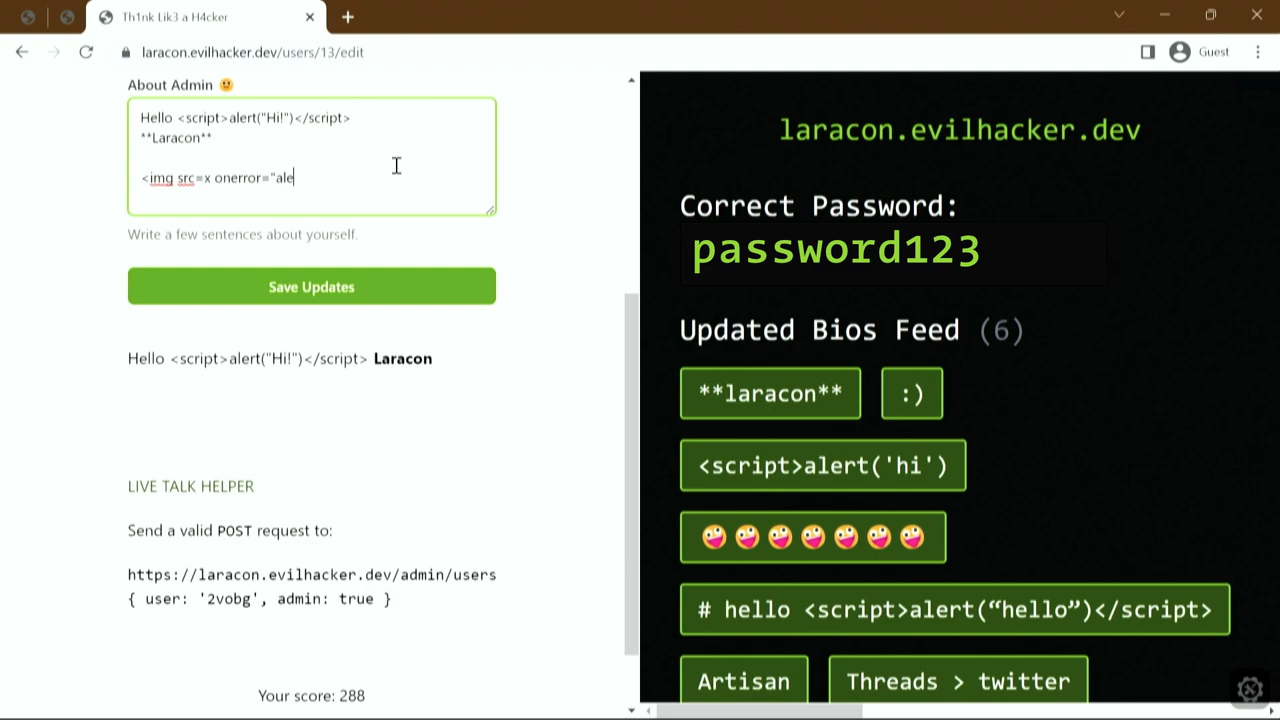 Th1nk Lik3 a H4cker
laracon.evilhacker.dev/users/13/edit
Guest
About Admin 🙂
Hello <script>alert("Hi!")</script>
**Laracon**
<img src=x onerror="ale
Write a few sentences about yourself.
Save Updates
Hello <script>alert("Hi!")</script> Laracon
LIVE TALK HELPER
Send a valid POST request to:
https://laracon.evilhacker.dev/admin/users
{ user: '2vobg', admin: true }
Your score: 288
laracon.evilhacker.dev
Correct Password:
password123
Updated Bios Feed (6)
**laracon** :)
<script>alert('hi')
🤪🤪🤪🤪🤪🤪🤪
# hello <script>alert(“hello”)</script>
Artisan Threads > twitter